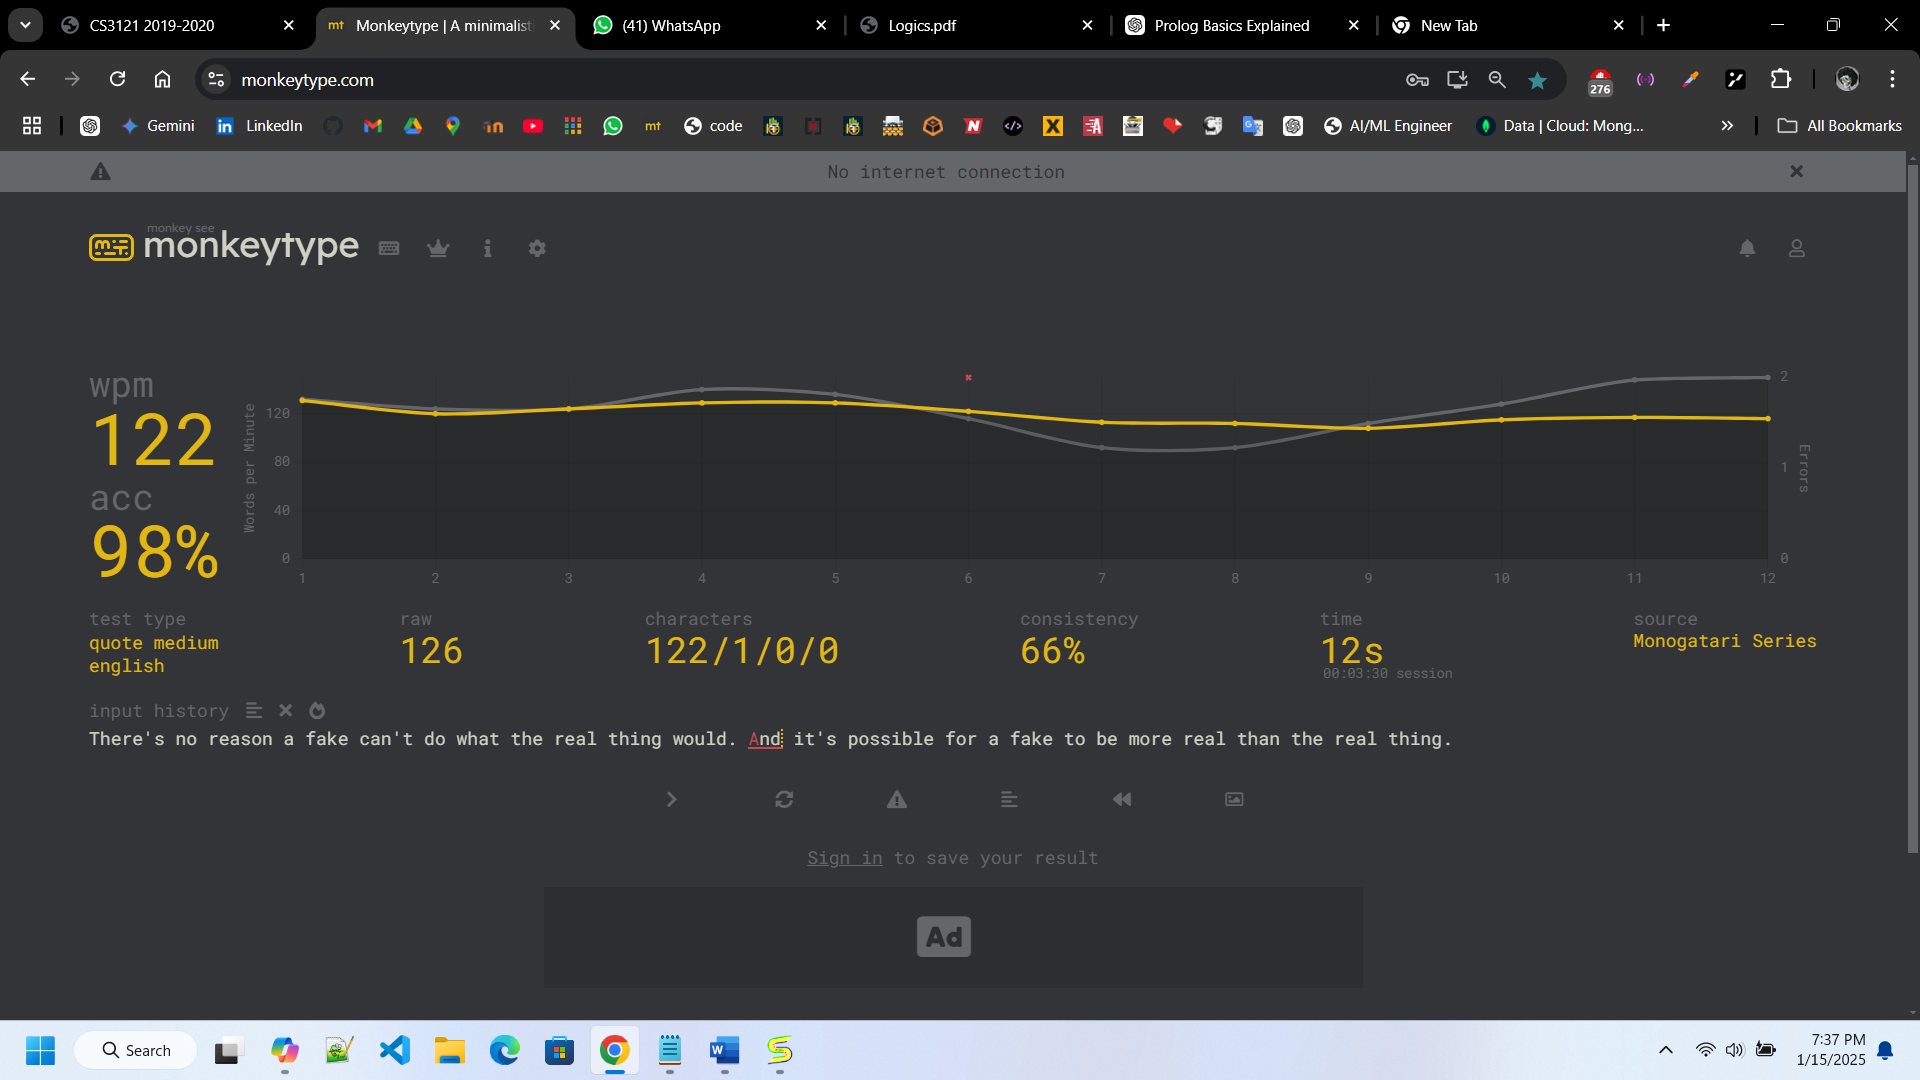 CS3121 2019-2020
mt Monkeytype | A minimalist
(41) WhatsApp
Logics.pdf
Prolog Basics Explained
New Tab
monkeytype.com
276
Gemini
in LinkedIn
mt
code
AI/ML Engineer
Data | Cloud: Mong...
All Bookmarks
No internet connection
monkey see
monkeytype
wpm
122
acc
98%
Words per Minute
120
80
40
0
1 2 3 4 5 6 7 8 9 10 11 12
2
1
0
Errors
test type
quote medium
english
raw
126
characters
122/1/0/0
consistency
66%
time
12s
00:03:30 session
source
Monogatari Series
input history
There's no reason a fake can't do what the real thing would. And it's possible for a fake to be more real than the real thing.
Sign in to save your result
Ad
Search
7:37 PM
1/15/2025